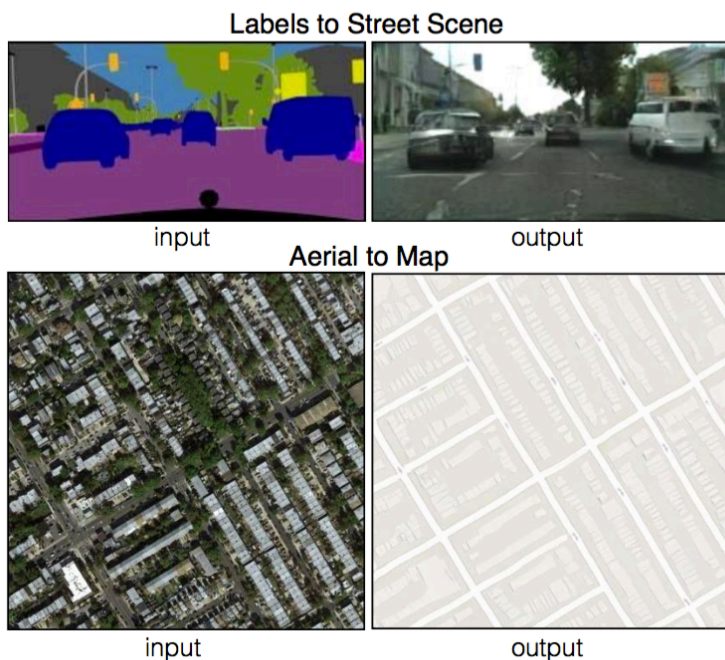 Labels to Street Scene
input
output
Aerial to Map
input
output